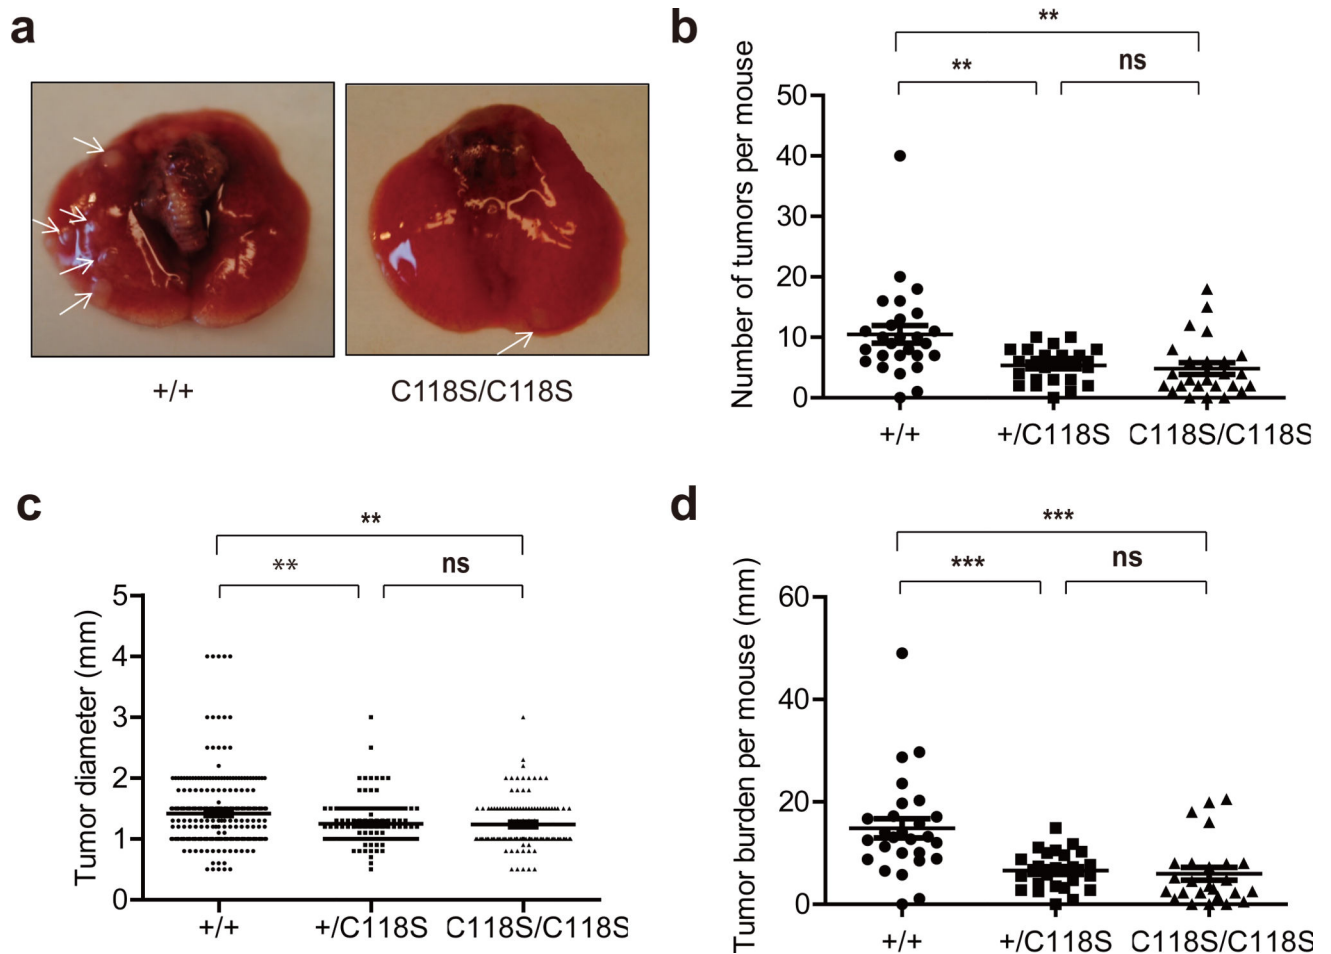 a
+/+
C118S/C118S
b
**
**
ns
Number of tumors per mouse
50
40
30
20
10
0
+/+
+/C118S
C118S/C118S
c
**
**
ns
Tumor diameter (mm)
5
4
3
2
1
0
+/+
+/C118S
C118S/C118S
d
***
***
ns
Tumor burden per mouse (mm)
60
40
20
0
+/+
+/C118S
C118S/C118S